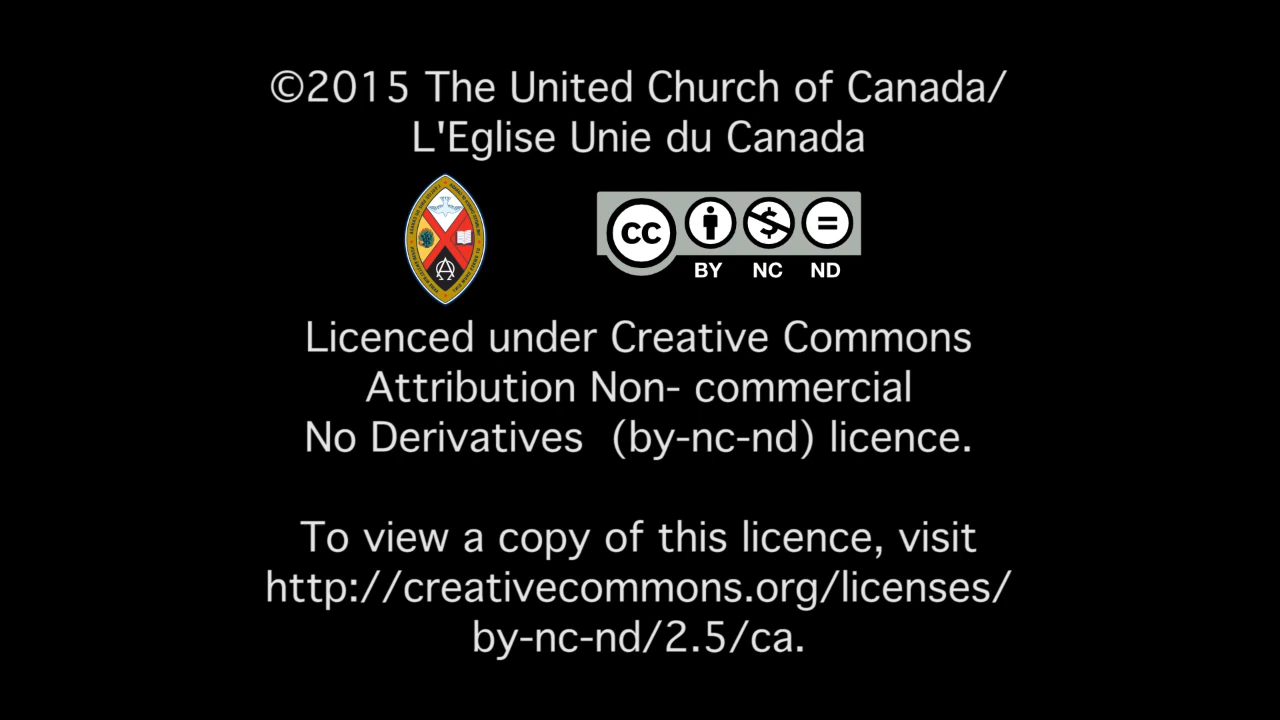 ©2015 The United Church of Canada/
L'Eglise Unie du Canada
cc
BY NC ND
Licenced under Creative Commons
Attribution Non- commercial
No Derivatives (by-nc-nd) licence.
To view a copy of this licence, visit
http://creativecommons.org/licenses/
by-nc-nd/2.5/ca.